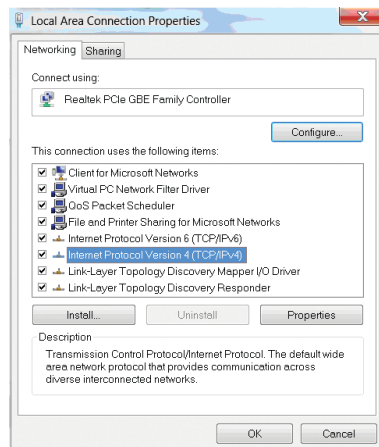 Local Area Connection Properties
Networking
Sharing
Connect using:
Realtek PCIe GBE Family Controller
Configure...
This connection uses the following items:
Client for Microsoft Networks
Virtual PC Network Filter Driver
QoS Packet Scheduler
File and Printer Sharing for Microsoft Networks
Internet Protocol Version 6 (TCP/IPv6)
Internet Protocol Version 4 (TCP/IPv4)
Link-Layer Topology Discovery Mapper I/O Driver
Link-Layer Topology Discovery Responder
Install...
Uninstall
Properties
Description
Transmission Control Protocol/Internet Protocol. The default wide
area network protocol that provides communication across
diverse interconnected networks.
OK
Cancel